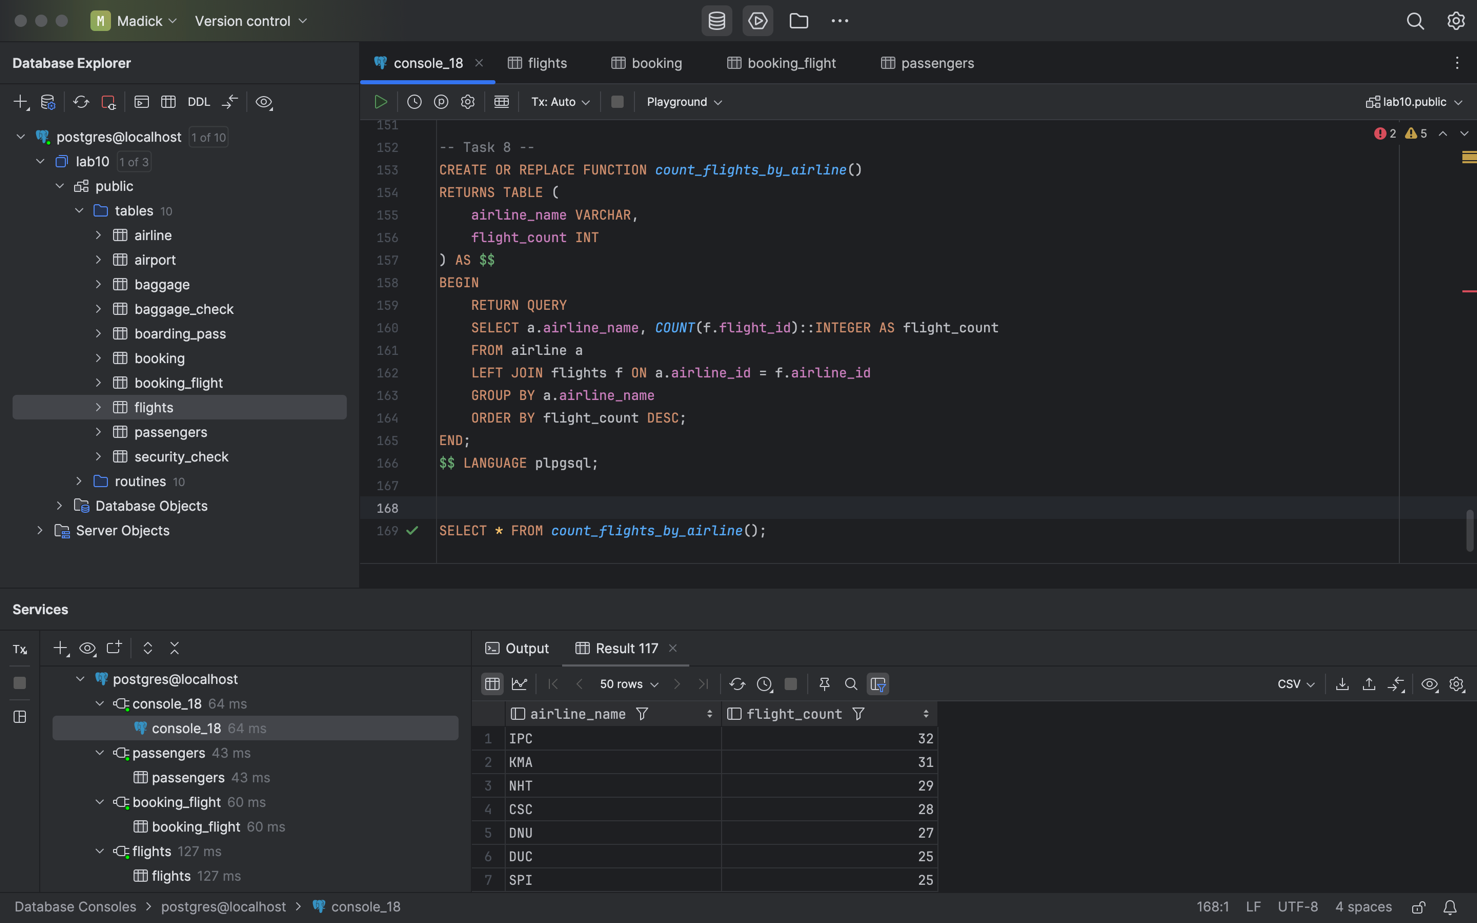 M Madick
Version control
Database Explorer
DDL
postgres@localhost 1 of 10
lab10 1 of 3
public
tables 10
airline
airport
baggage
baggage_check
boarding_pass
booking
booking_flight
flights
passengers
security_check
routines 10
Database Objects
Server Objects
console_18
flights
booking
booking_flight
passengers
Tx: Auto
Playground
lab10.public
2 5
151
152 -- Task 8 --
153 CREATE OR REPLACE FUNCTION count_flights_by_airline()
154 RETURNS TABLE (
155 airline_name VARCHAR,
156 flight_count INT
157 ) AS $$
158 BEGIN
159 RETURN QUERY
160 SELECT a.airline_name, COUNT(f.flight_id)::INTEGER AS flight_count
161 FROM airline a
162 LEFT JOIN flights f ON a.airline_id = f.airline_id
163 GROUP BY a.airline_name
164 ORDER BY flight_count DESC;
165 END;
166 $$ LANGUAGE plpgsql;
167
168
169 SELECT * FROM count_flights_by_airline();
Services
Tx
postgres@localhost
console_18 64 ms
console_18 64 ms
passengers 43 ms
passengers 43 ms
booking_flight 60 ms
booking_flight 60 ms
flights 127 ms
flights 127 ms
Output
Result 117
50 rows
CSV
airline_name flight_count
1 IPC 32
2 KMA 31
3 NHT 29
4 CSC 28
5 DNU 27
6 DUC 25
7 SPI 25
Database Consoles > postgres@localhost > console_18
168:1 LF UTF-8 4 spaces